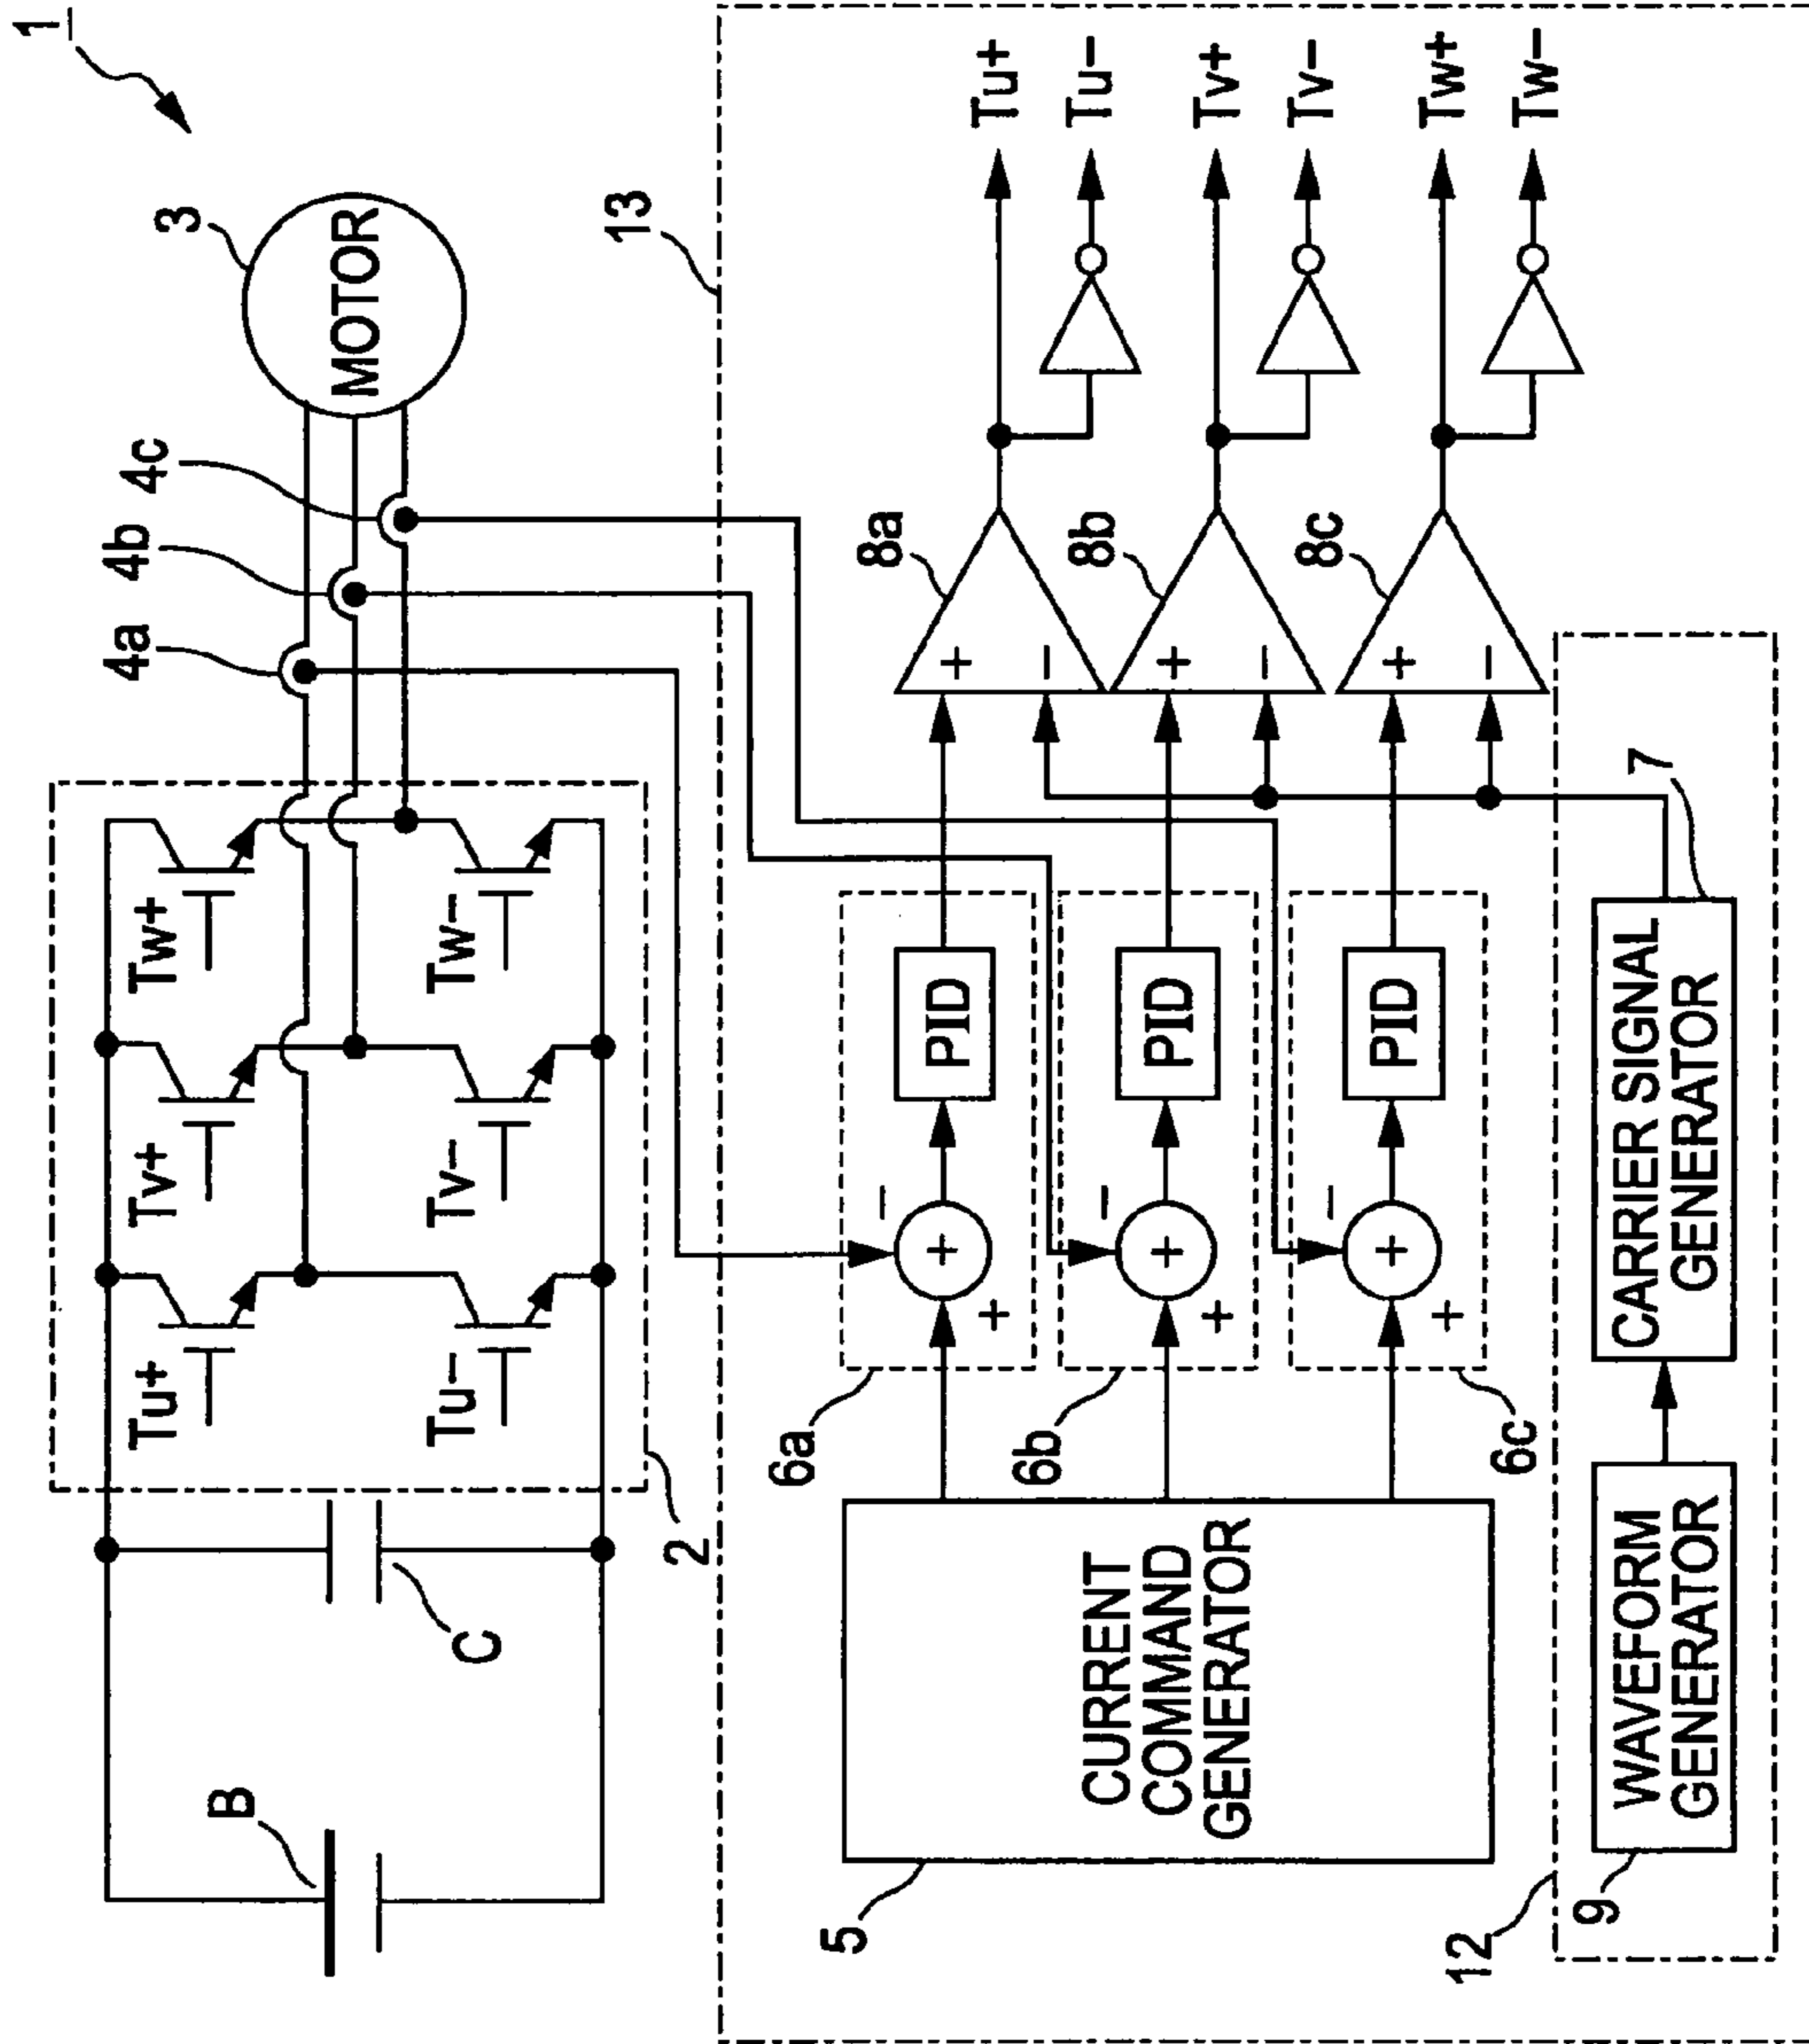 1
3
MOTOR
4c
4b
4a
Tw+
Tw−
Tv+
Tv−
Tu+
Tu−
2
C
B
13
Tu+
Tu−
Tv+
Tv−
Tw+
Tw−
8a
+
−
8b
+
−
8c
+
−
PID
−
+
+
6a
PID
−
+
+
6b
PID
−
+
+
6c
CURRENT
COMMAND
GENERATOR
5
7
CARRIER SIGNAL
GENERATOR
WAVEFORM
GENERATOR
9
12